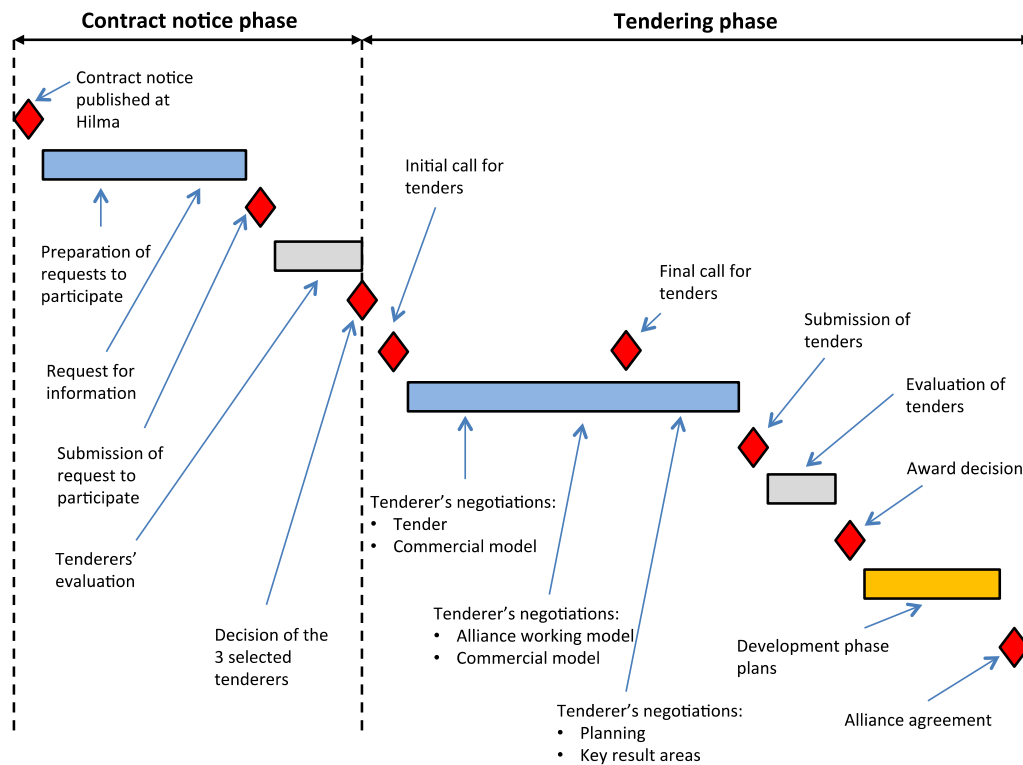 Contract notice phase
Tendering phase
Contract notice
published at
Hilma
Initial call for
tenders
Preparation of
requests to
participate
Final call for
tenders
Submission of
tenders
Request for
information
Evaluation of
tenders
Submission of
request to
participate
Award decision
Tenderer's negotiations:
• Tender
• Commercial model
Tenderers'
evaluation
Tenderer's negotiations:
• Alliance working model
• Commercial model
Decision of the
3 selected
tenderers
Development phase
plans
Tenderer's negotiations:
• Planning
• Key result areas
Alliance agreement